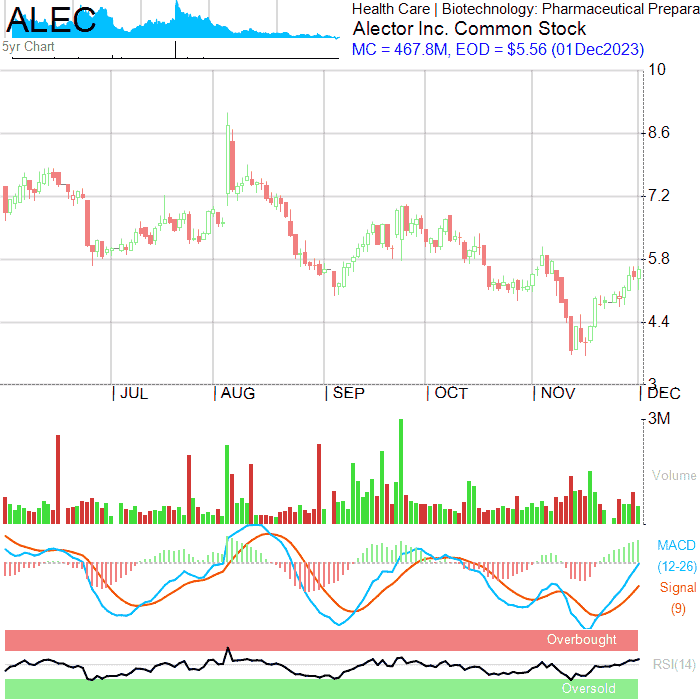 ALEC
5yr Chart
Health Care | Biotechnology: Pharmaceutical Prepara
Alector Inc. Common Stock
MC = 467.8M, EOD = $5.56 (01Dec2023)
10
8.6
7.2
5.8
4.4
3
| JUL | AUG | SEP | OCT | NOV | DEC
3M
Volume
MACD
(12-26)
Signal
(9)
Overbought
RSI(14)
Oversold